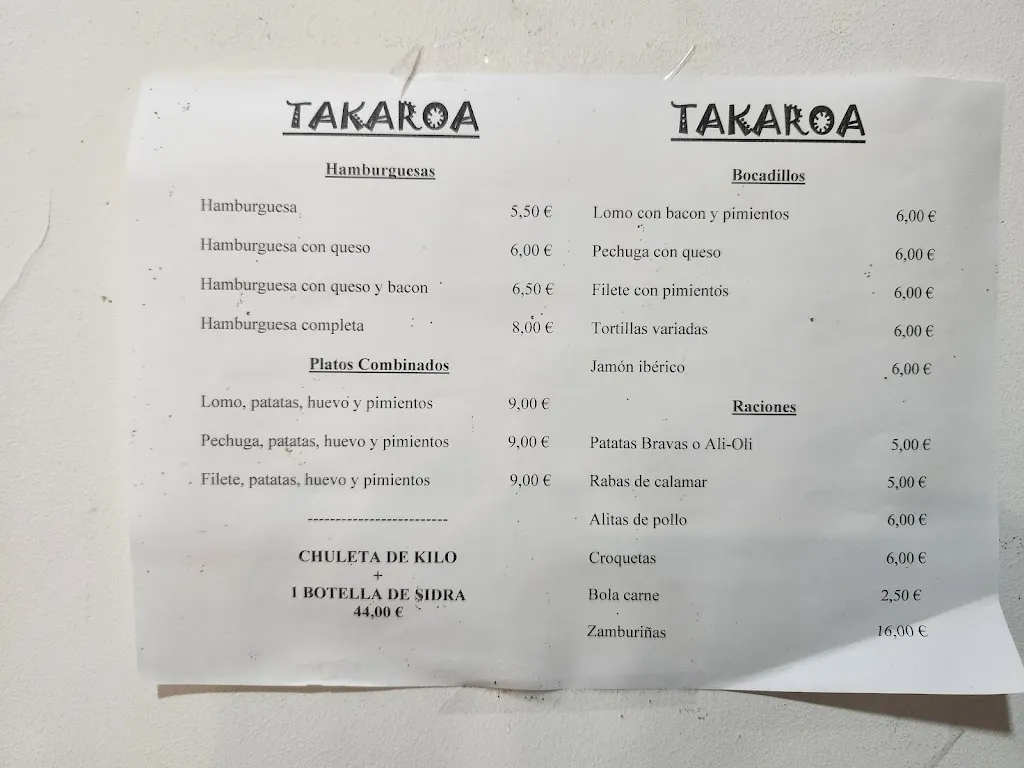 TAKAROA
Hamburguesas
Hamburguesa 5,50 €
Hamburguesa con queso 6,00 €
Hamburguesa con queso y bacon 6,50 €
Hamburguesa completa 8,00 €
Platos Combinados
Lomo, patatas, huevo y pimientos 9,00 €
Pechuga, patatas, huevo y pimientos 9,00 €
Filete, patatas, huevo y pimientos 9,00 €
-------------------------
CHULETA DE KILO
+
1 BOTELLA DE SIDRA
44,00 €
TAKAROA
Bocadillos
Lomo con bacon y pimientos 6,00 €
Pechuga con queso 6,00 €
Filete con pimientos 6,00 €
Tortillas variadas 6,00 €
Jamón ibérico 6,00 €
Raciones
Patatas Bravas o Ali-Oli 5,00 €
Rabas de calamar 5,00 €
Alitas de pollo 6,00 €
Croquetas 6,00 €
Bola carne 2,50 €
Zamburiñas 16,00 €